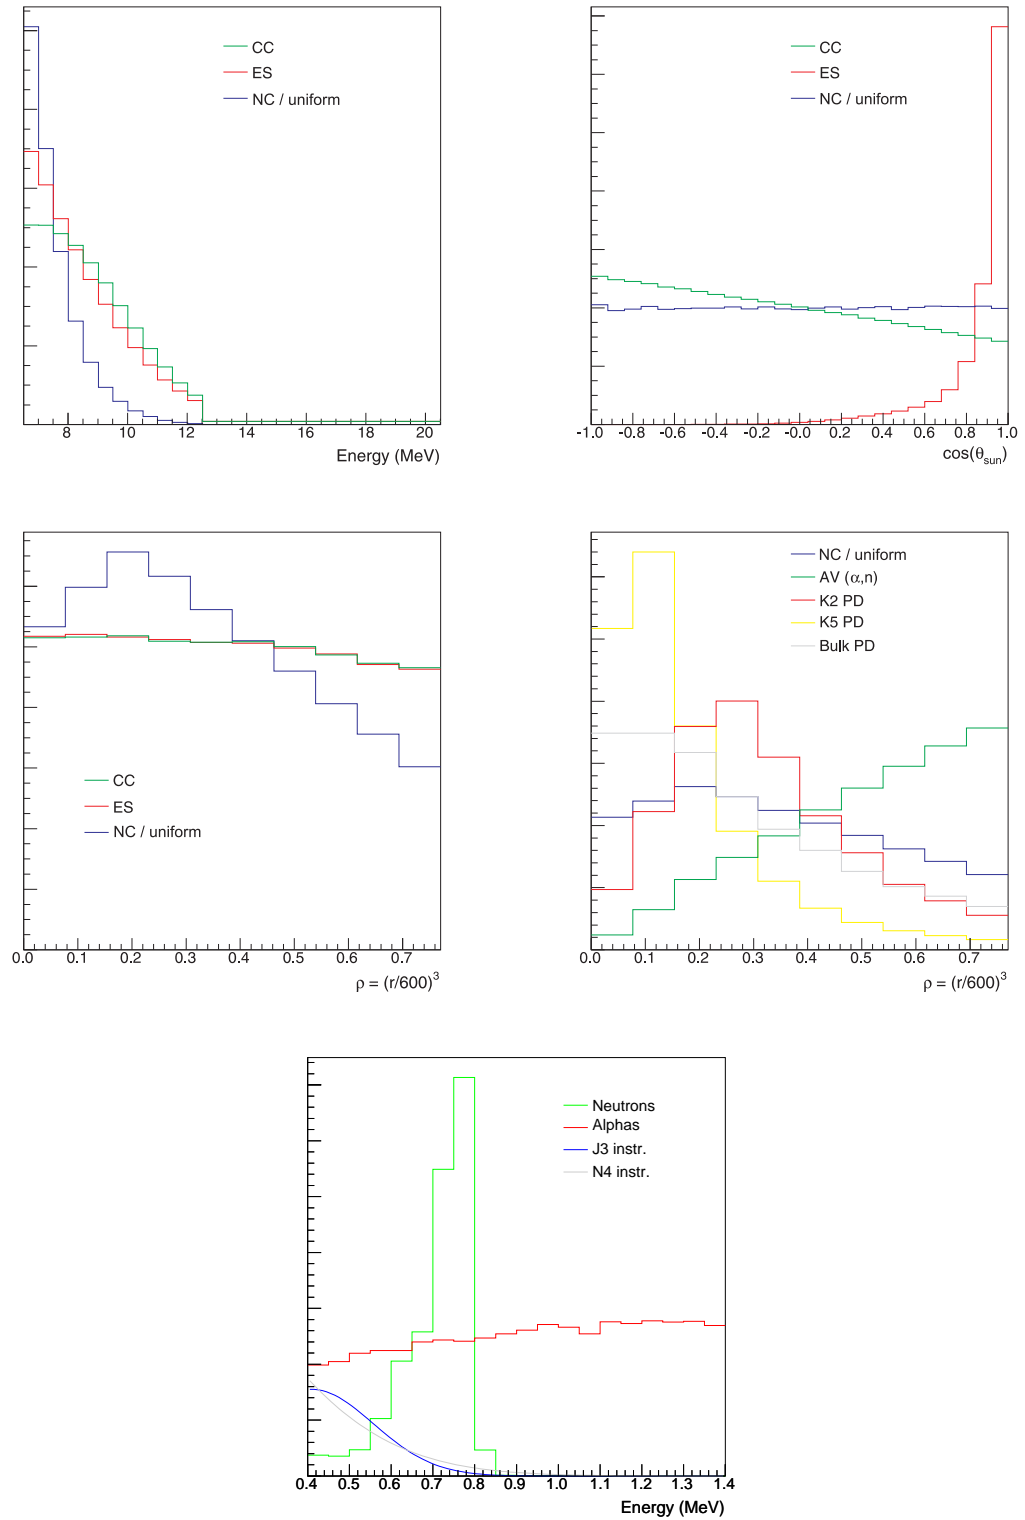 CC
ES
NC / uniform
8 10 12 14 16 18 20
Energy (MeV)
CC
ES
NC / uniform
-1.0 -0.8 -0.6 -0.4 -0.2 -0.0 0.2 0.4 0.6 0.8 1.0
cos(θsun)
CC
ES
NC / uniform
0.0 0.1 0.2 0.3 0.4 0.5 0.6 0.7
ρ = (r/600)³
NC / uniform
AV (α,n)
K2 PD
K5 PD
Bulk PD
0.0 0.1 0.2 0.3 0.4 0.5 0.6 0.7
ρ = (r/600)³
Neutrons
Alphas
J3 instr.
N4 instr.
0.4 0.5 0.6 0.7 0.8 0.9 1.0 1.1 1.2 1.3 1.4
Energy (MeV)